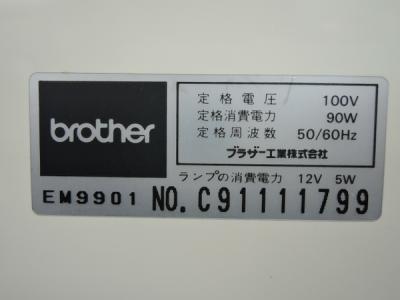 brother
定格電圧 100V
定格消費電力 90W
定格周波数 50/60Hz
ブラザー工業株式会社
ランプの消費電力 12V 5W
EM9901 NO. C91111799